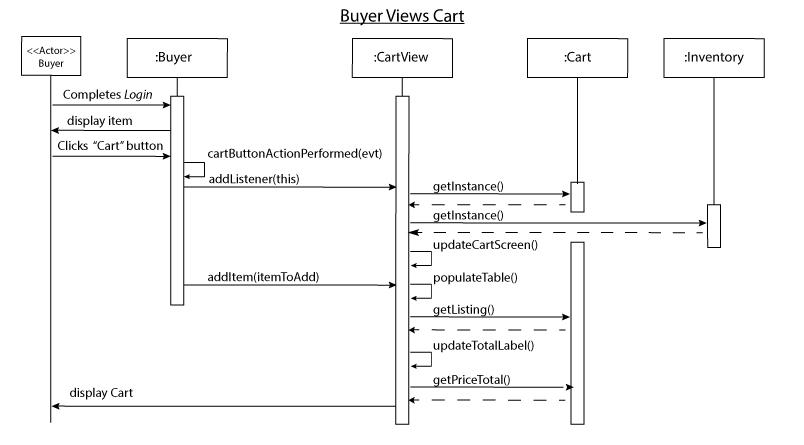 Buyer Views Cart
<<Actor>>
Buyer
:Buyer
:CartView
:Cart
:Inventory
Completes Login
display item
Clicks "Cart" button
cartButtonActionPerformed(evt)
addListener(this)
getInstance()
getInstance()
updateCartScreen()
addItem(itemToAdd)
populateTable()
getListing()
updateTotalLabel()
getPriceTotal()
display Cart